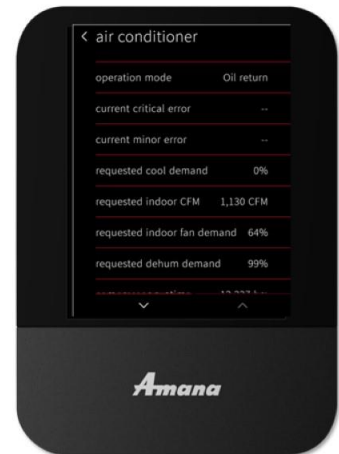 < air conditioner
operation mode Oil return
current critical error --
current minor error --
requested cool demand 0%
requested indoor CFM 1,130 CFM
requested indoor fan demand 64%
requested dehum demand 99%
Amana